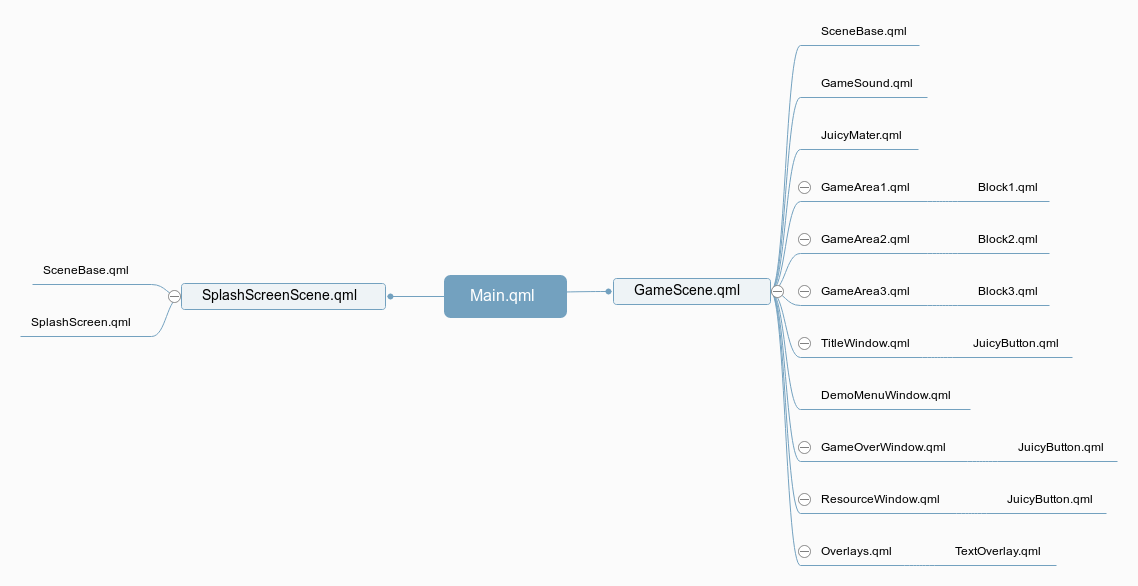 Main.qml
SplashScreenScene.qml
SceneBase.qml
SplashScreen.qml
GameScene.qml
SceneBase.qml
GameSound.qml
JuicyMater.qml
GameArea1.qml Block1.qml
GameArea2.qml Block2.qml
GameArea3.qml Block3.qml
TitleWindow.qml JuicyButton.qml
DemoMenuWindow.qml
GameOverWindow.qml JuicyButton.qml
ResourceWindow.qml JuicyButton.qml
Overlays.qml TextOverlay.qml